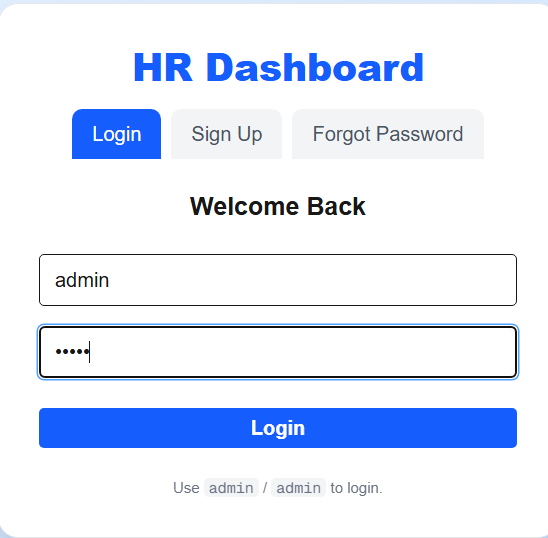 HR Dashboard
Login Sign Up Forgot Password
Welcome Back
admin
•••••
Login
Use admin / admin to login.